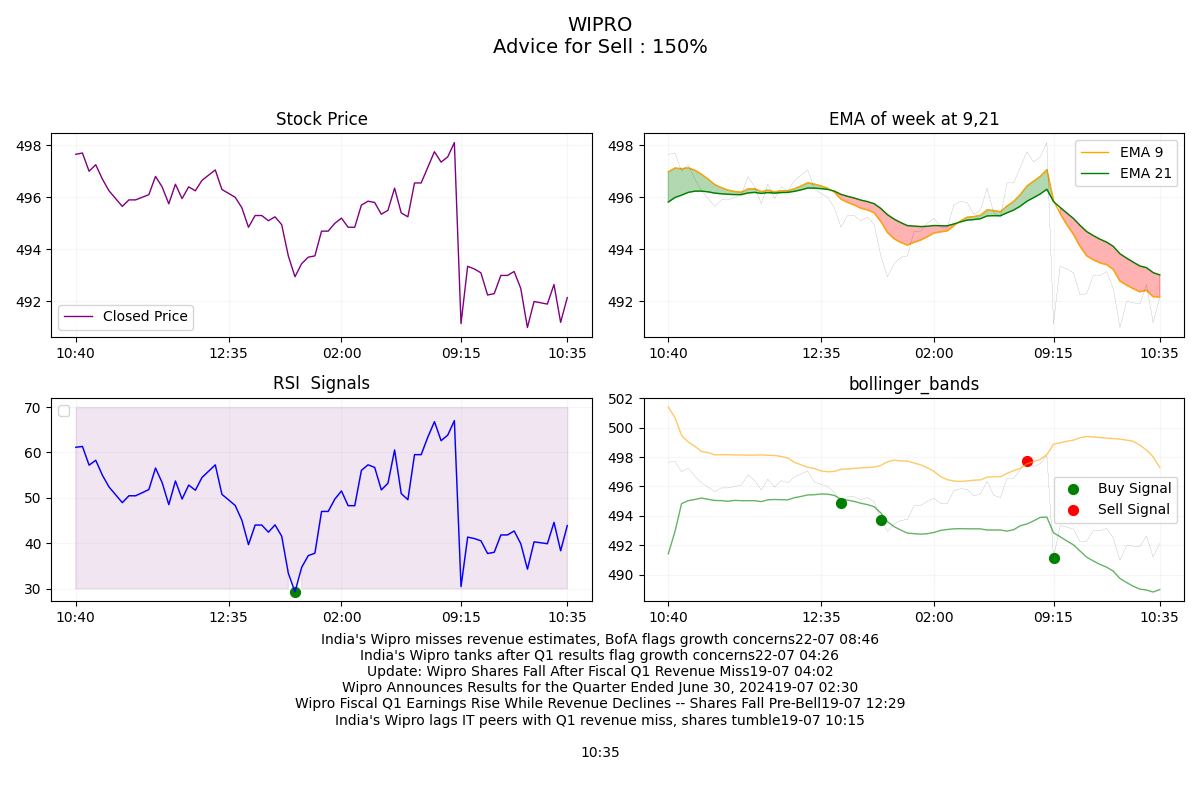 WIPRO
Advice for Sell : 150%
Stock Price
498
496
494
492
Closed Price
10:40
12:35
02:00
09:15
10:35
EMA of week at 9,21
498
496
494
492
EMA 9
EMA 21
10:40
12:35
02:00
09:15
10:35
RSI  Signals
70
60
50
40
30
10:40
12:35
02:00
09:15
10:35
bollinger_bands
502
500
498
496
494
492
490
Buy Signal
Sell Signal
10:40
12:35
02:00
09:15
10:35
India's Wipro misses revenue estimates, BofA flags growth concerns22-07 08:46
India's Wipro tanks after Q1 results flag growth concerns22-07 04:26
Update: Wipro Shares Fall After Fiscal Q1 Revenue Miss19-07 04:02
Wipro Announces Results for the Quarter Ended June 30, 202419-07 02:30
Wipro Fiscal Q1 Earnings Rise While Revenue Declines -- Shares Fall Pre-Bell19-07 12:29
India's Wipro lags IT peers with Q1 revenue miss, shares tumble19-07 10:15
10:35